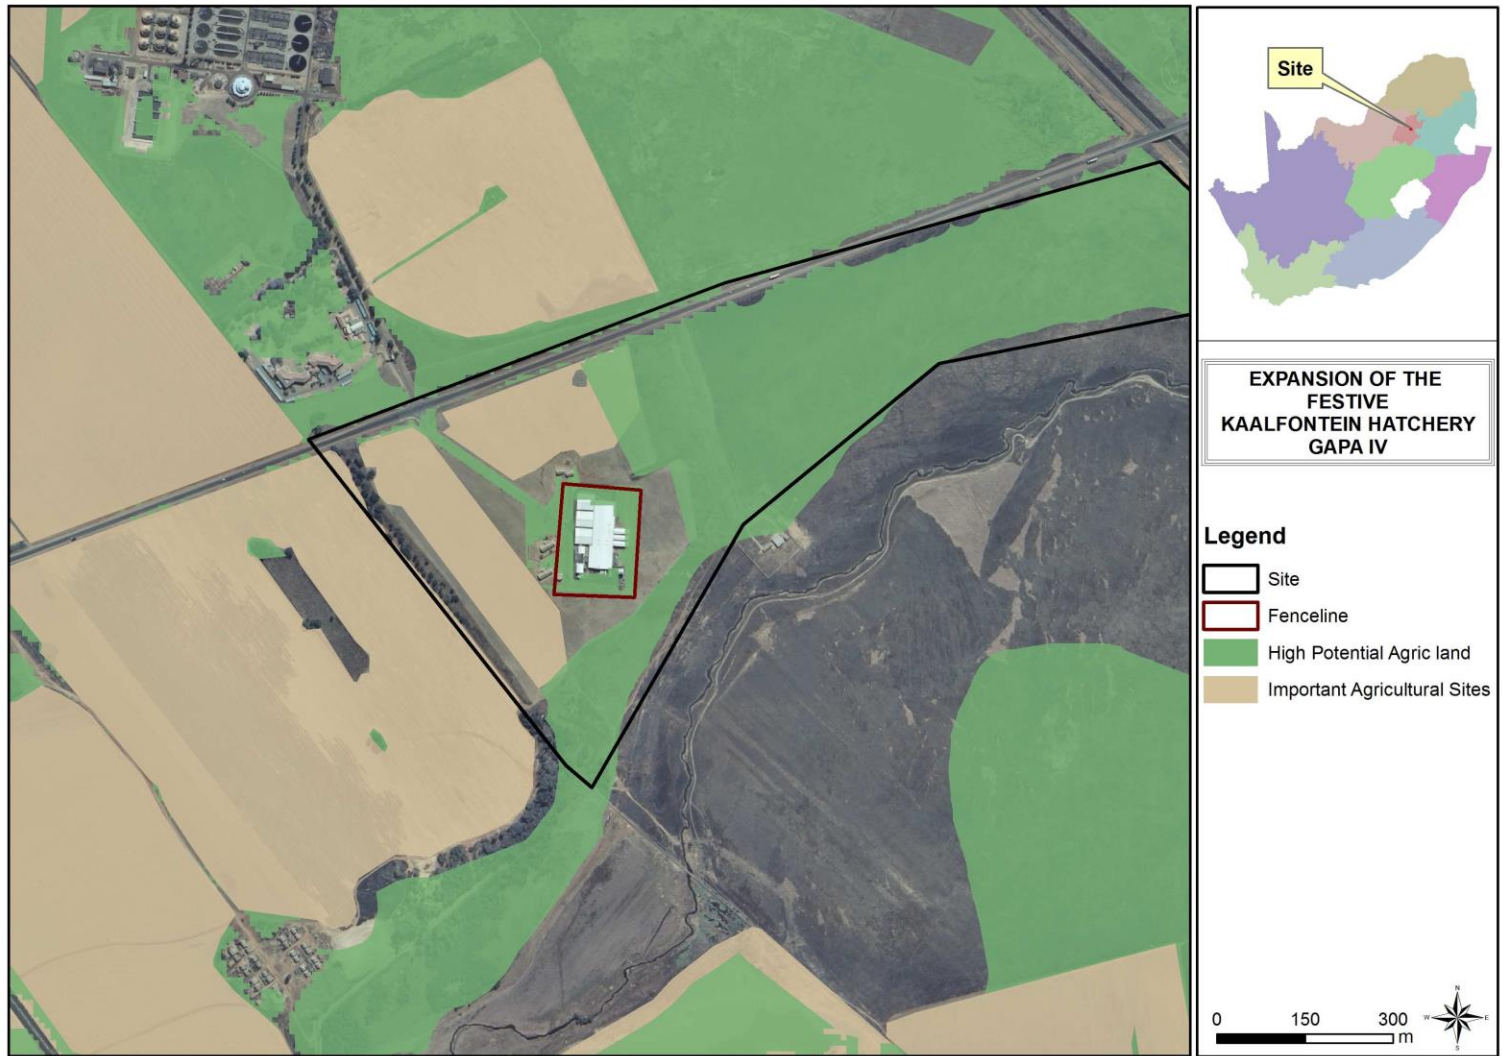 Site
EXPANSION OF THE
FESTIVE
KAALFONTEIN HATCHERY
GAPA IV
Legend
Site
Fenceline
High Potential Agric land
Important Agricultural Sites
0 150 300
m
N
W E
S